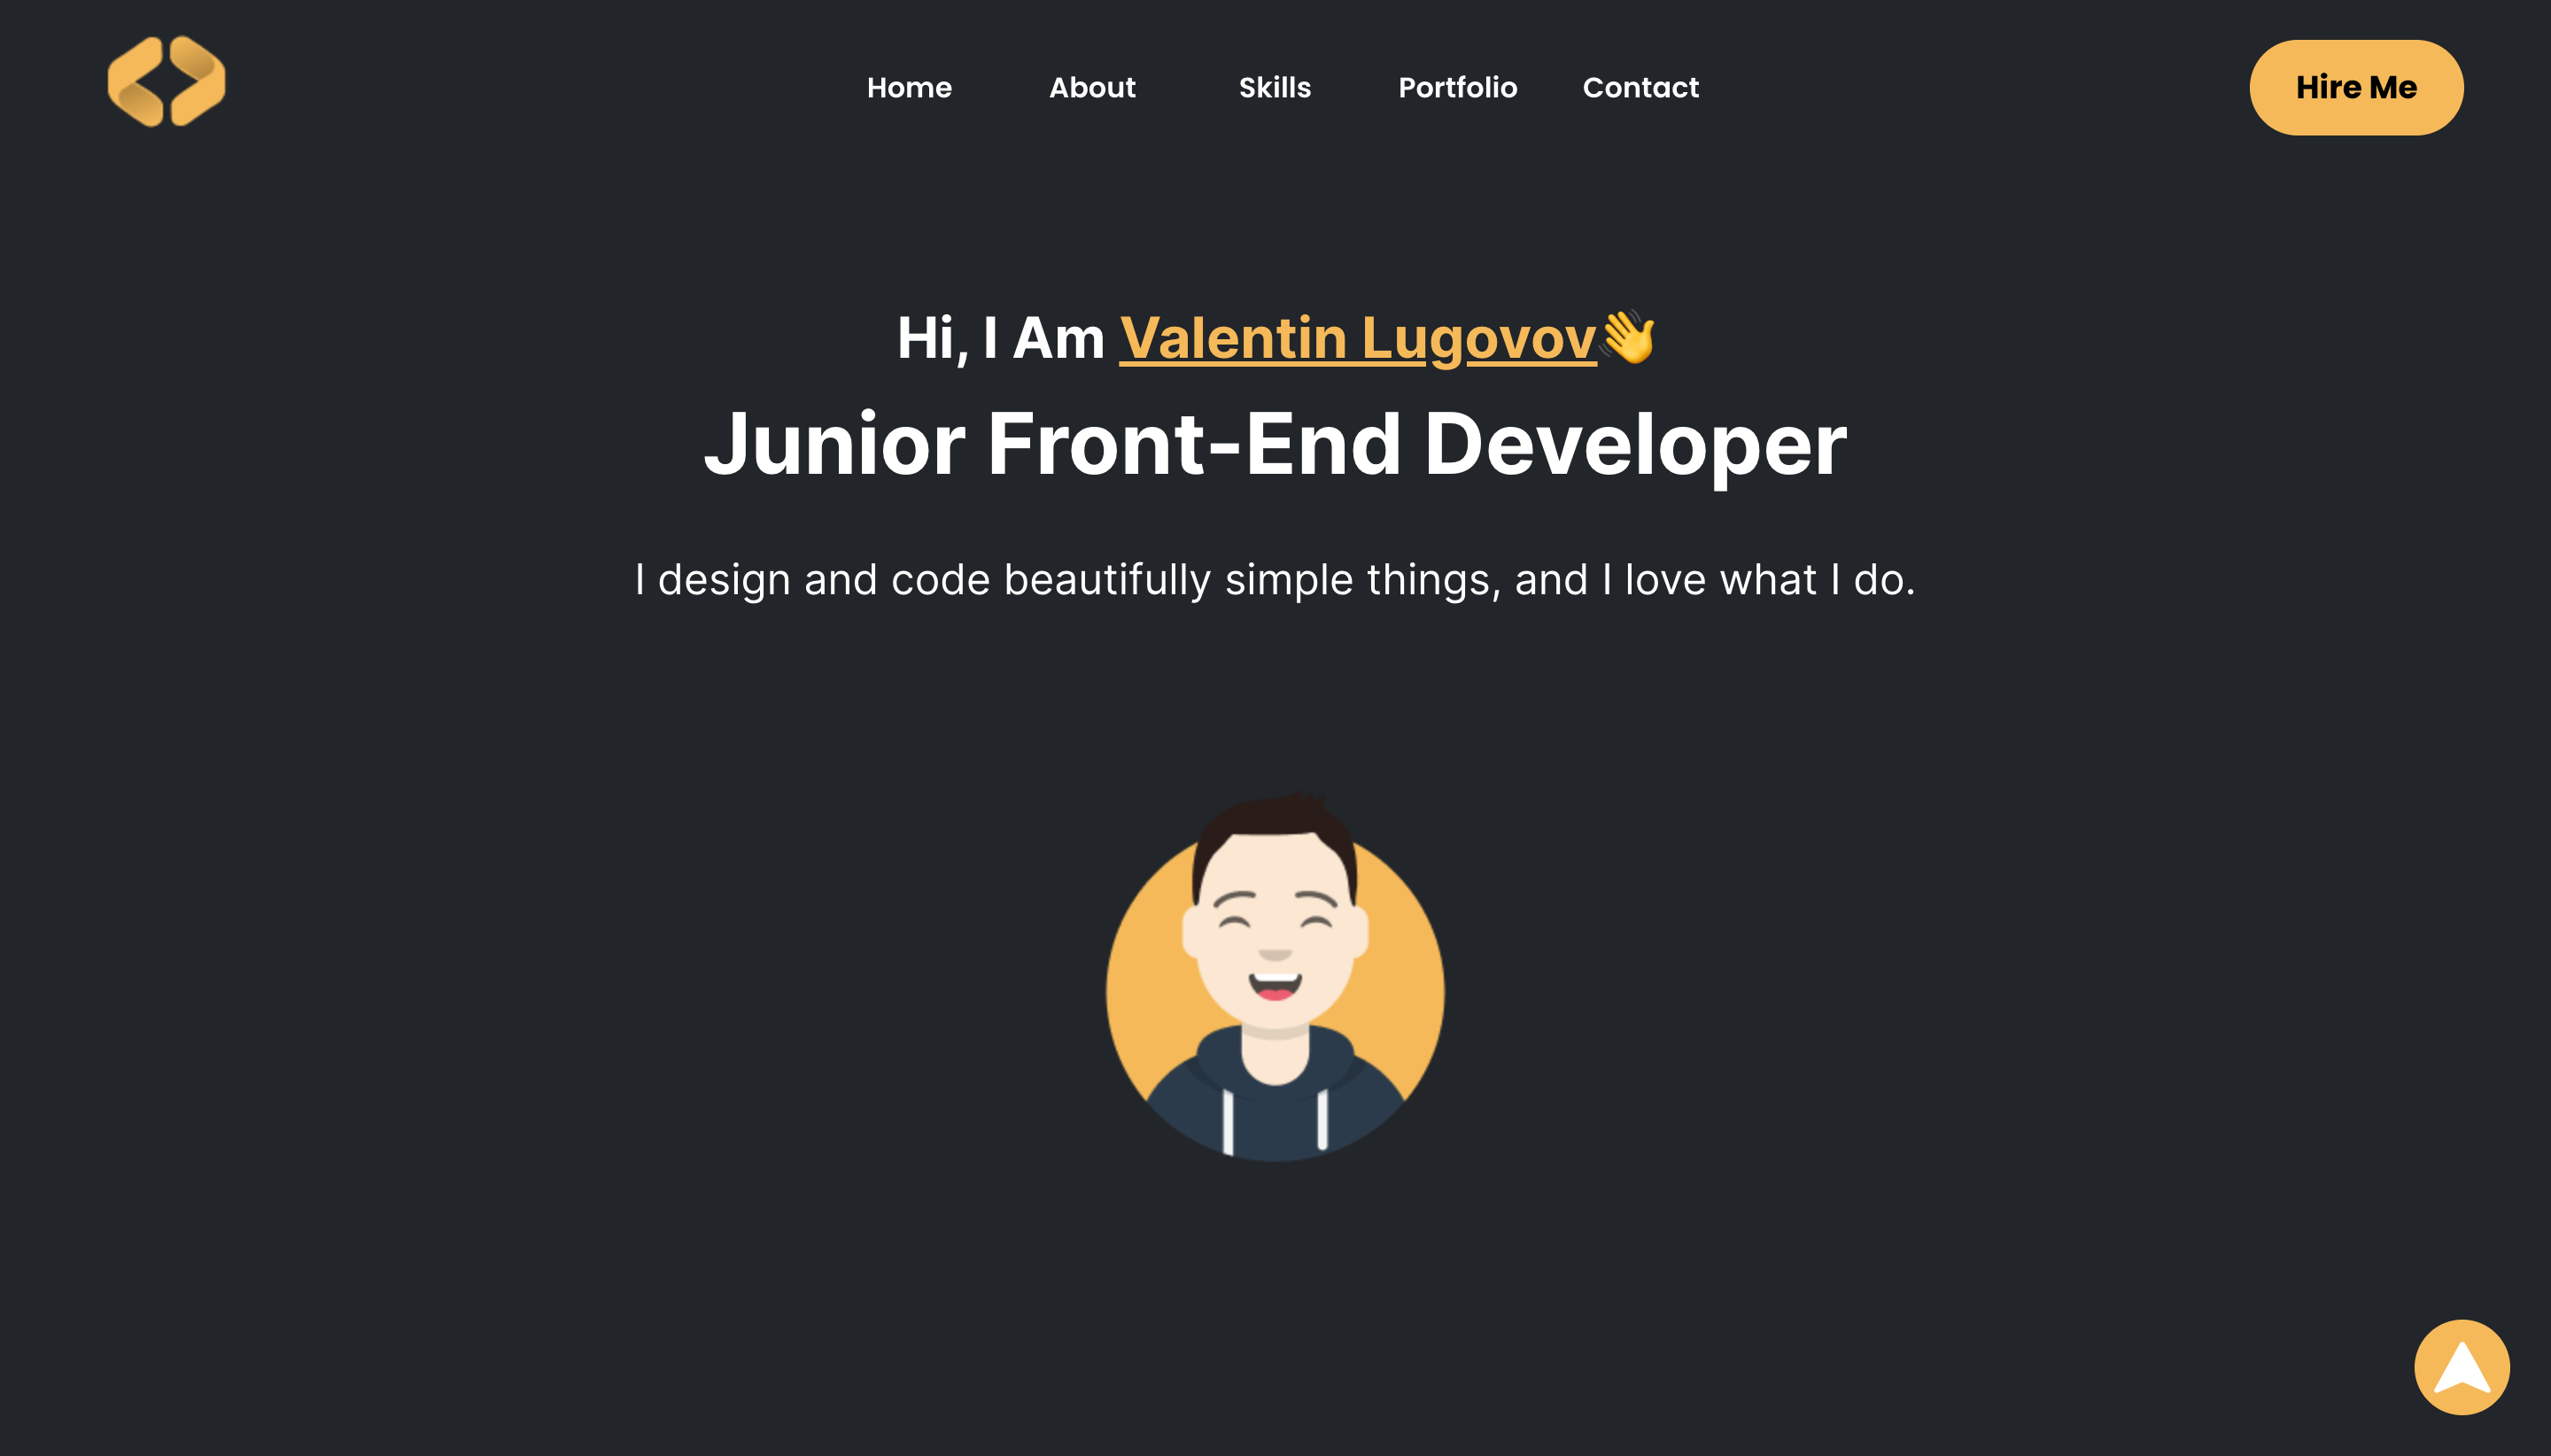 Home About Skills Portfolio Contact
Hire Me
Hi, I Am Valentin Lugovov👋
Junior Front-End Developer
I design and code beautifully simple things, and I love what I do.